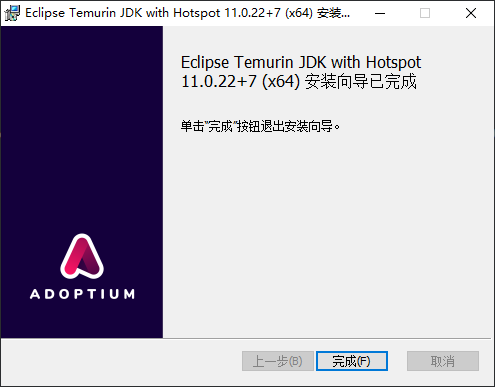 Eclipse Temurin JDK with Hotspot 11.0.22+7 (x64) 安装...
Eclipse Temurin JDK with Hotspot
11.0.22+7 (x64) 安装向导已完成
单击"完成"按钮退出安装向导。
ADOPTIUM
上一步(B)
完成(F)
取消